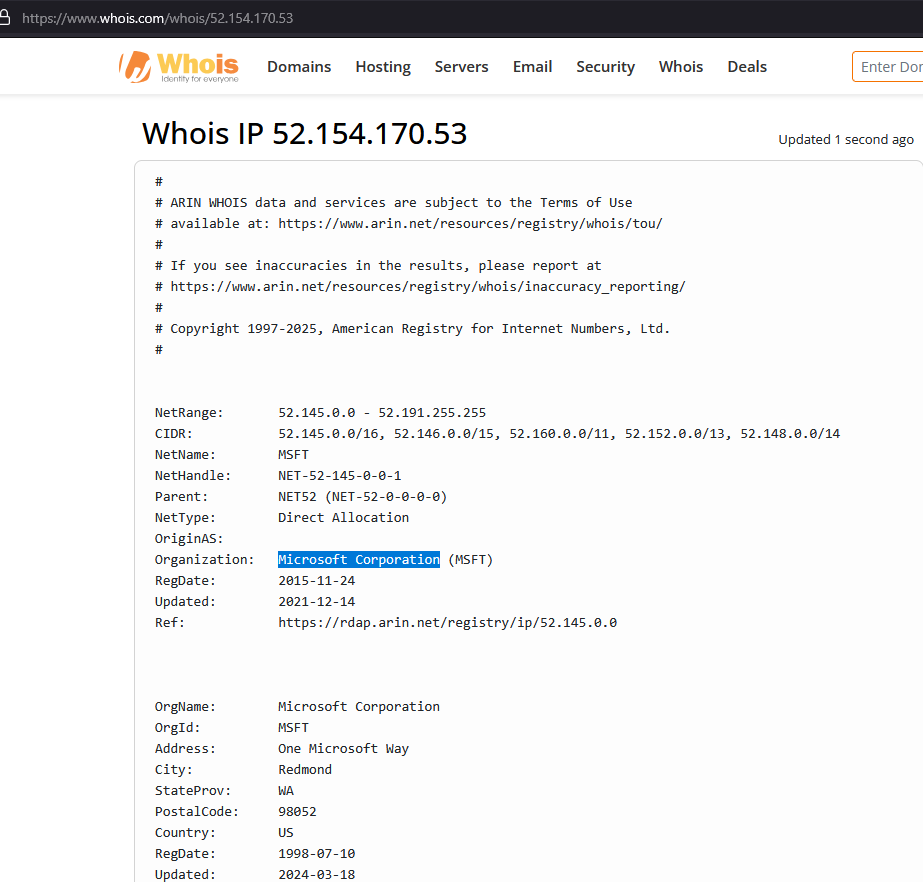 https://www.whois.com/whois/52.154.170.53
Whois
Identity for everyone
Domains Hosting Servers Email Security Whois Deals
Enter Dor
Whois IP 52.154.170.53
Updated 1 second ago
#
# ARIN WHOIS data and services are subject to the Terms of Use
# available at: https://www.arin.net/resources/registry/whois/tou/
#
# If you see inaccuracies in the results, please report at
# https://www.arin.net/resources/registry/whois/inaccuracy_reporting/
#
# Copyright 1997-2025, American Registry for Internet Numbers, Ltd.
#
NetRange: 52.145.0.0 - 52.191.255.255
CIDR: 52.145.0.0/16, 52.146.0.0/15, 52.160.0.0/11, 52.152.0.0/13, 52.148.0.0/14
NetName: MSFT
NetHandle: NET-52-145-0-0-1
Parent: NET52 (NET-52-0-0-0-0)
NetType: Direct Allocation
OriginAS:
Organization: Microsoft Corporation (MSFT)
RegDate: 2015-11-24
Updated: 2021-12-14
Ref: https://rdap.arin.net/registry/ip/52.145.0.0
OrgName: Microsoft Corporation
OrgId: MSFT
Address: One Microsoft Way
City: Redmond
StateProv: WA
PostalCode: 98052
Country: US
RegDate: 1998-07-10
Updated: 2024-03-18